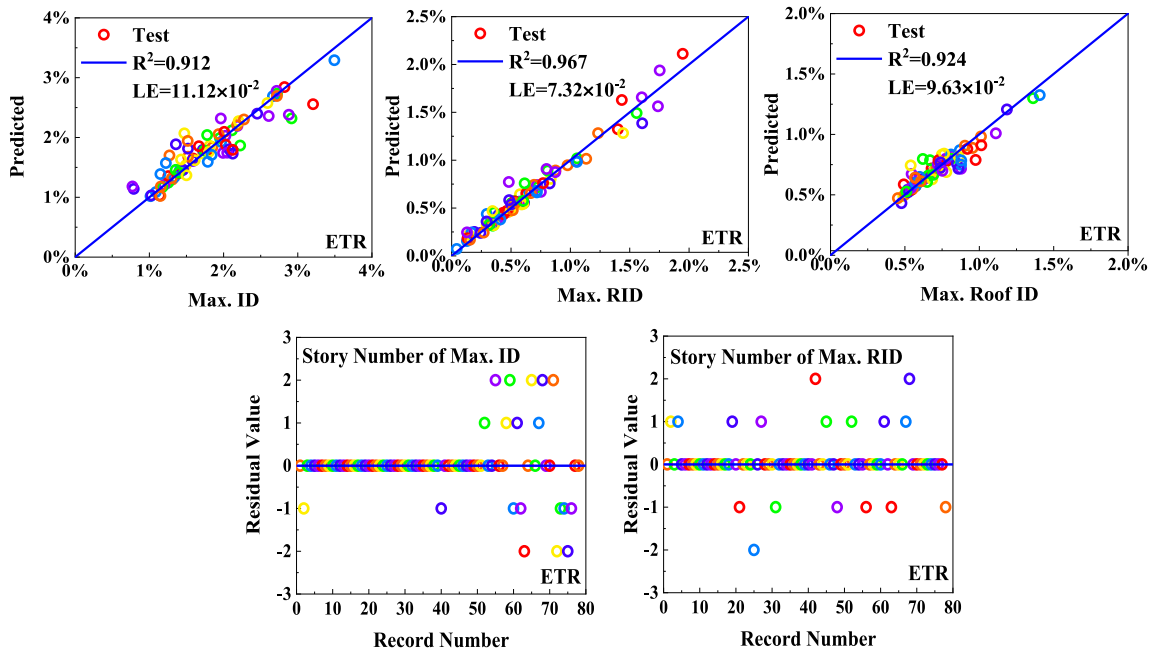 4%
3%
2%
1%
0%
Predicted
Test
R²=0.912
LE=11.12×10⁻²
ETR
0%
1%
2%
3%
4%
Max. ID
2.5%
2.0%
1.5%
1.0%
0.5%
0.0%
Predicted
Test
R²=0.967
LE=7.32×10⁻²
ETR
0.0%
0.5%
1.0%
1.5%
2.0%
2.5%
Max. RID
2.0%
1.5%
1.0%
0.5%
0.0%
Predicted
Test
R²=0.924
LE=9.63×10⁻²
ETR
0.0%
0.5%
1.0%
1.5%
2.0%
Max. Roof ID
3
2
1
0
-1
-2
-3
Residual Value
Story Number of Max. ID
ETR
0
10
20
30
40
50
60
70
80
Record Number
3
2
1
0
-1
-2
-3
Residual Value
Story Number of Max. RID
ETR
0
10
20
30
40
50
60
70
80
Record Number